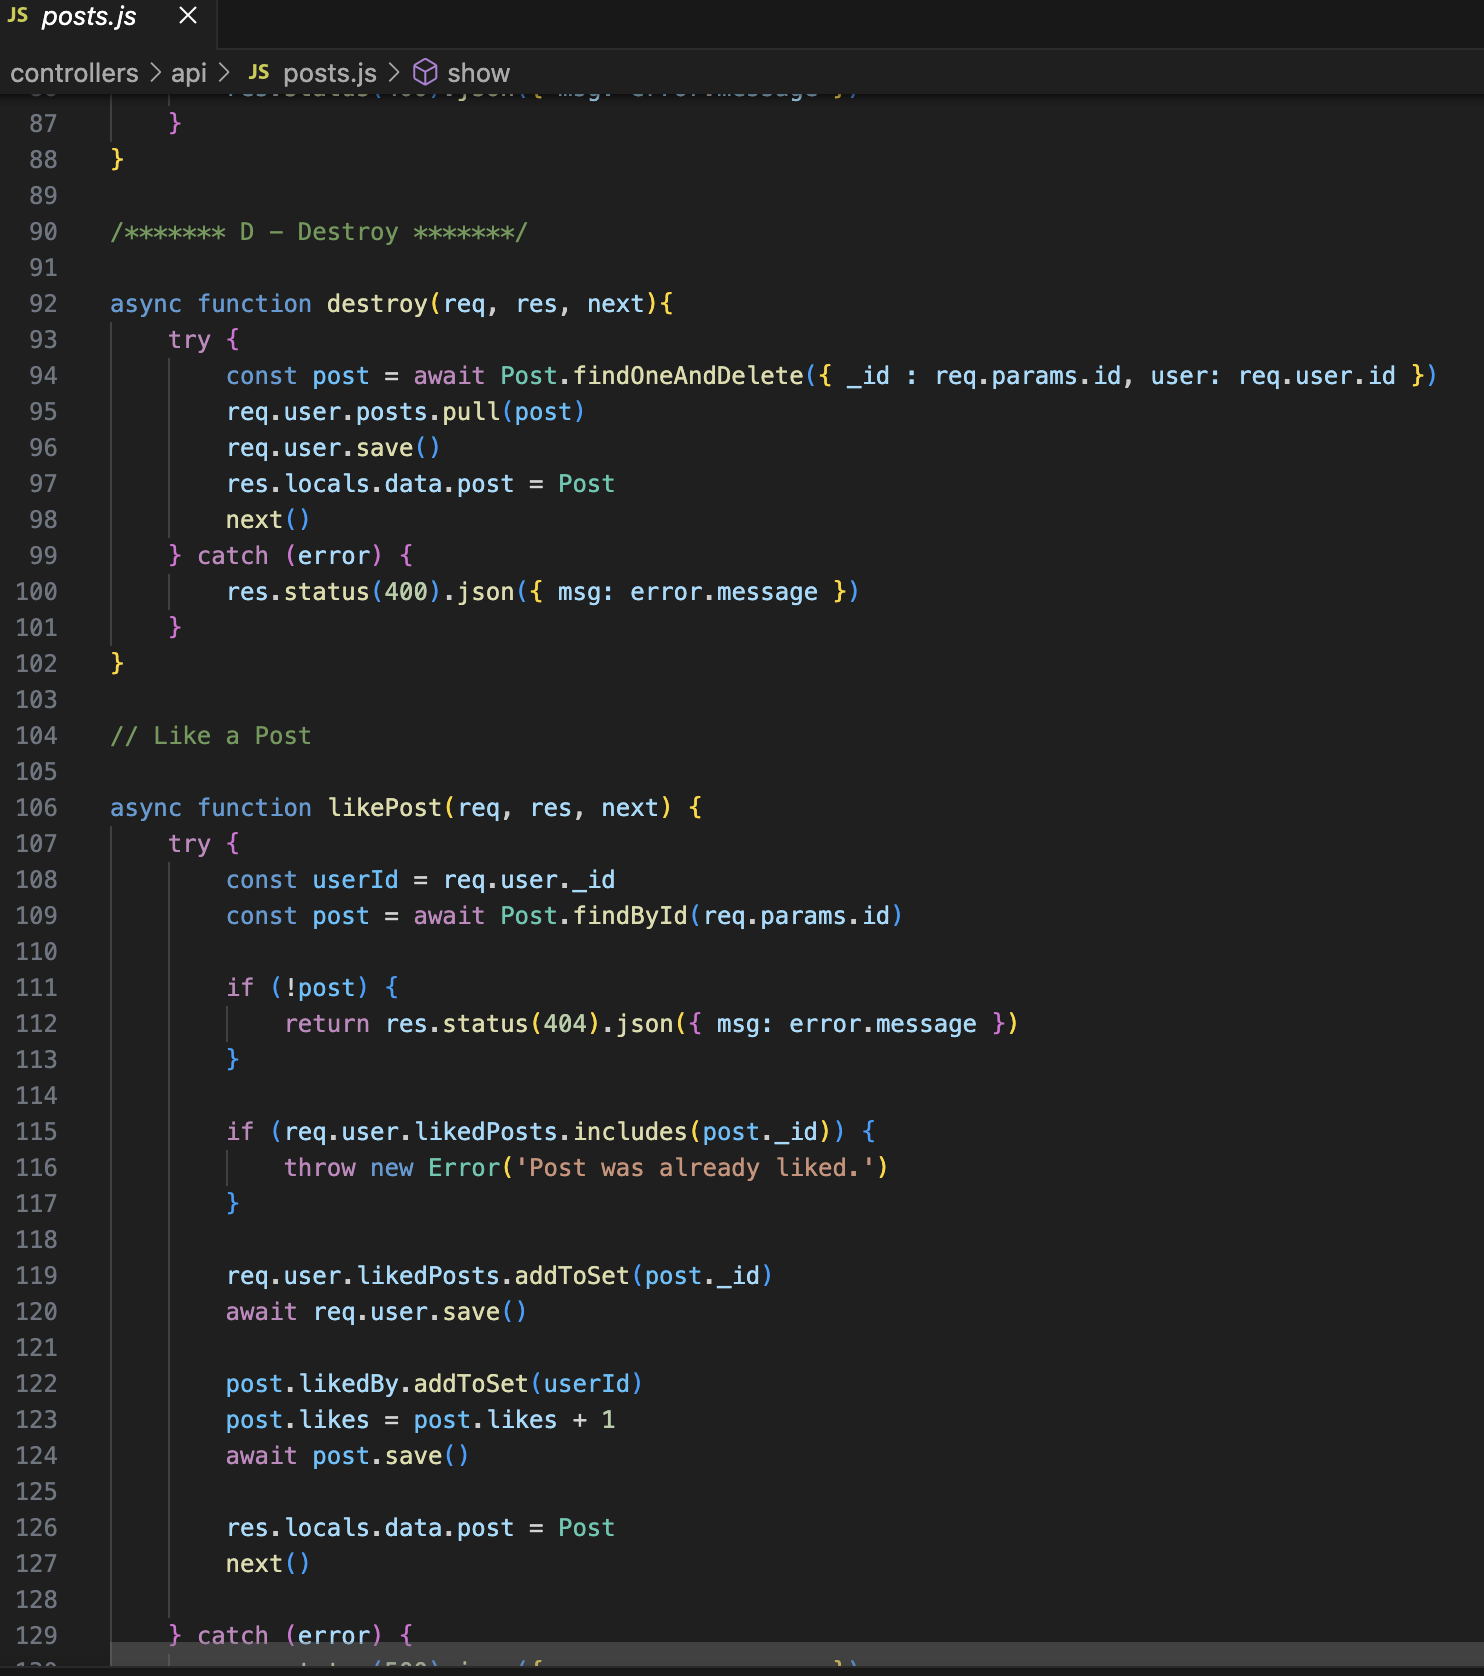 JS posts.js ×
controllers > api > JS posts.js > show
86 res.status(400).json({ msg: error.message })
87 }
88 }
89
90 /******* D - Destroy *******/
91
92 async function destroy(req, res, next){
93 try {
94 const post = await Post.findOneAndDelete({ _id : req.params.id, user: req.user.id })
95 req.user.posts.pull(post)
96 req.user.save()
97 res.locals.data.post = Post
98 next()
99 } catch (error) {
100 res.status(400).json({ msg: error.message })
101 }
102 }
103
104 // Like a Post
105
106 async function likePost(req, res, next) {
107 try {
108 const userId = req.user._id
109 const post = await Post.findById(req.params.id)
110
111 if (!post) {
112 return res.status(404).json({ msg: error.message })
113 }
114
115 if (req.user.likedPosts.includes(post._id)) {
116 throw new Error('Post was already liked.')
117 }
118
119 req.user.likedPosts.addToSet(post._id)
120 await req.user.save()
121
122 post.likedBy.addToSet(userId)
123 post.likes = post.likes + 1
124 await post.save()
125
126 res.locals.data.post = Post
127 next()
128
129 } catch (error) {
130